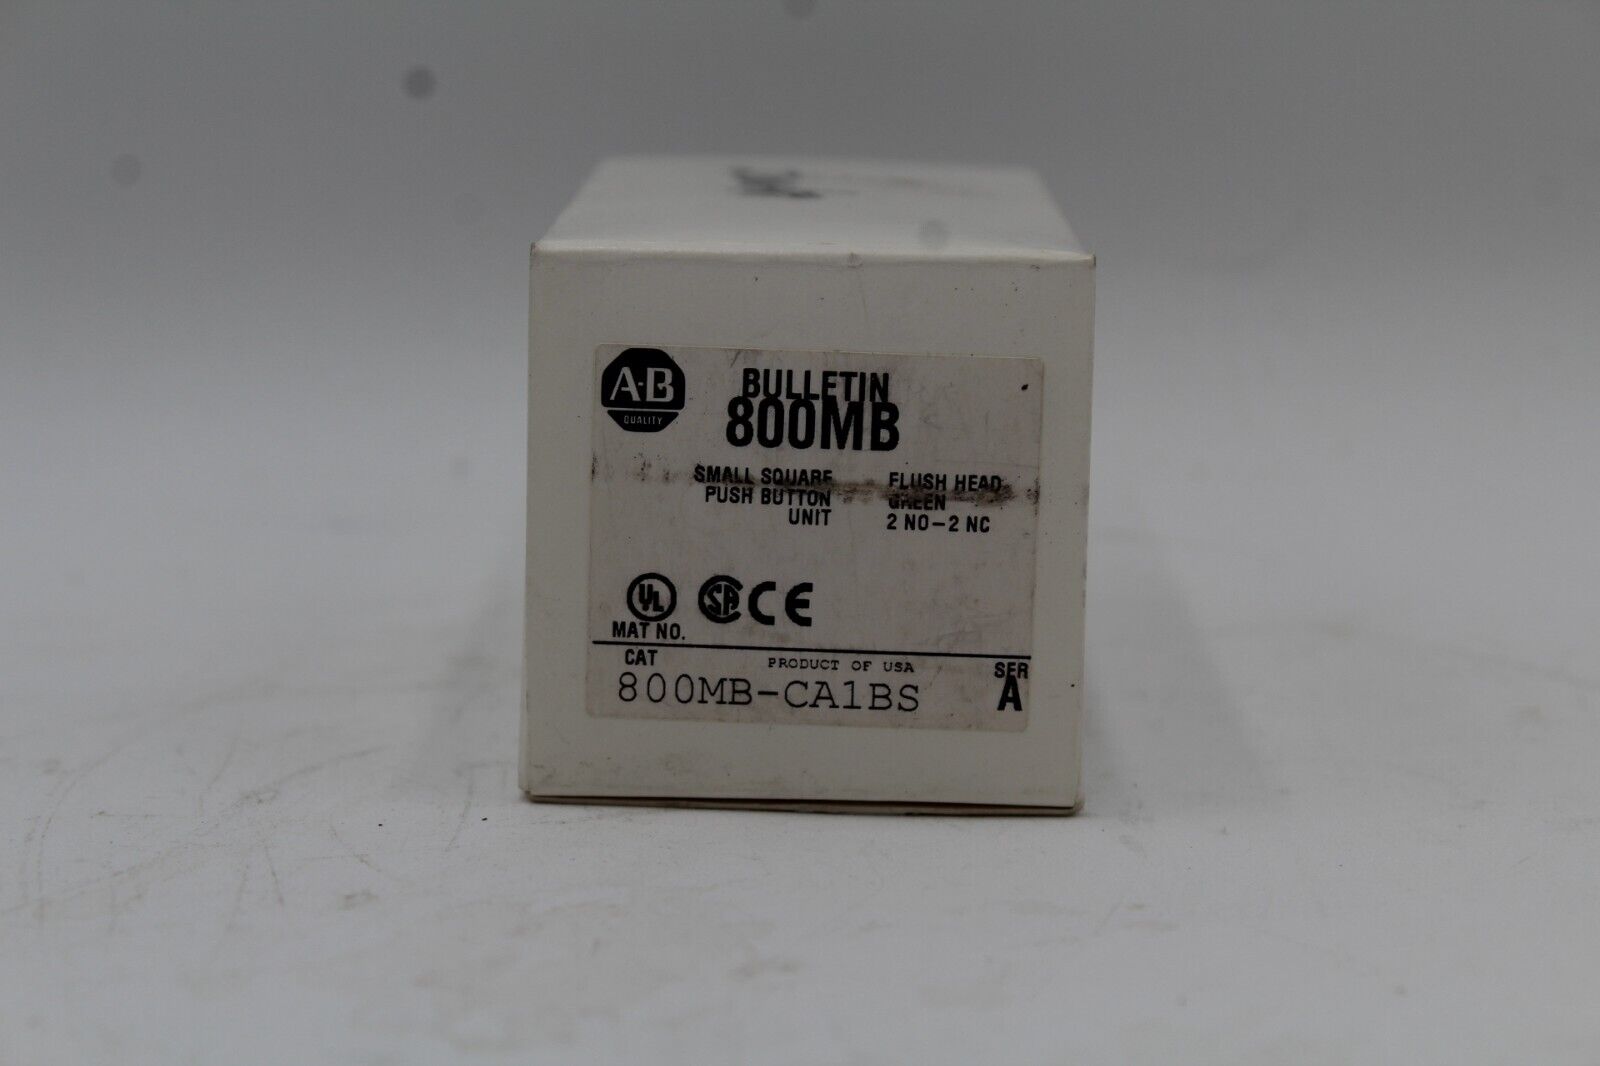 A-B
QUALITY
BULLETIN
800MB
SMALL SQUARE FLUSH HEAD
PUSH BUTTON GREEN
UNIT 2 NO-2 NC
UL SA CE
MAT NO.
CAT PRODUCT OF USA SER
800MB-CA1BS A